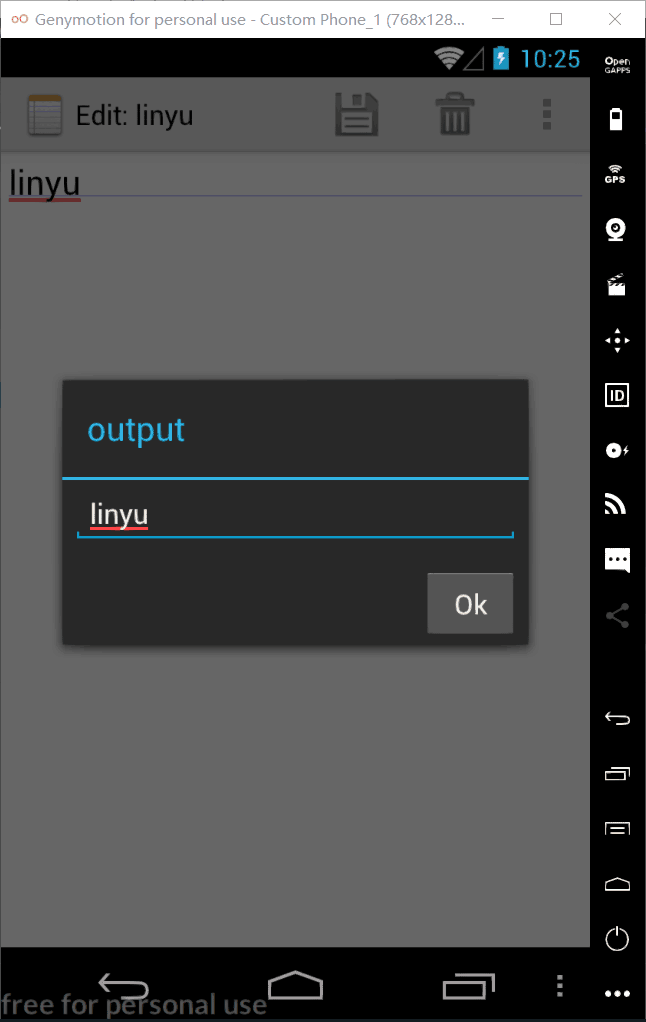 Genymotion for personal use - Custom Phone_1 (768x128...
10:25
Open
GAPPS
Edit: linyu
GPS
linyu
ID
output
linyu
Ok
free for personal use